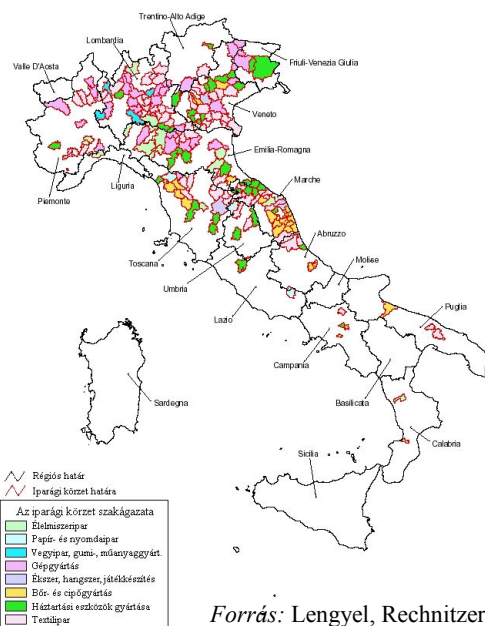 Trentino-Alto Adige
Lombardia
Valle D'Aosta
Friuli-Venezia Giulia
Veneto
Emilia-Romagna
Piemonte
Liguria
Marche
Toscana
Abruzzo
Umbria
Molise
Lazio
Puglia
Campania
Sardegna
Basilicata
Calabria
Sicilia
Régiós határ
Iparági körzet határa
Az iparági körzet szakágazata
Élelmiszeripar
Papír- és nyomdaipar
Vegyipar, gumi-, műanyaggyárt.
Gépgyártás
Ékszer, hangszer, játékkészítés
Bőr- és cipőgyártás
Háztartási eszközök gyártása
Textilipar
Forrás: Lengyel, Rechnitzer